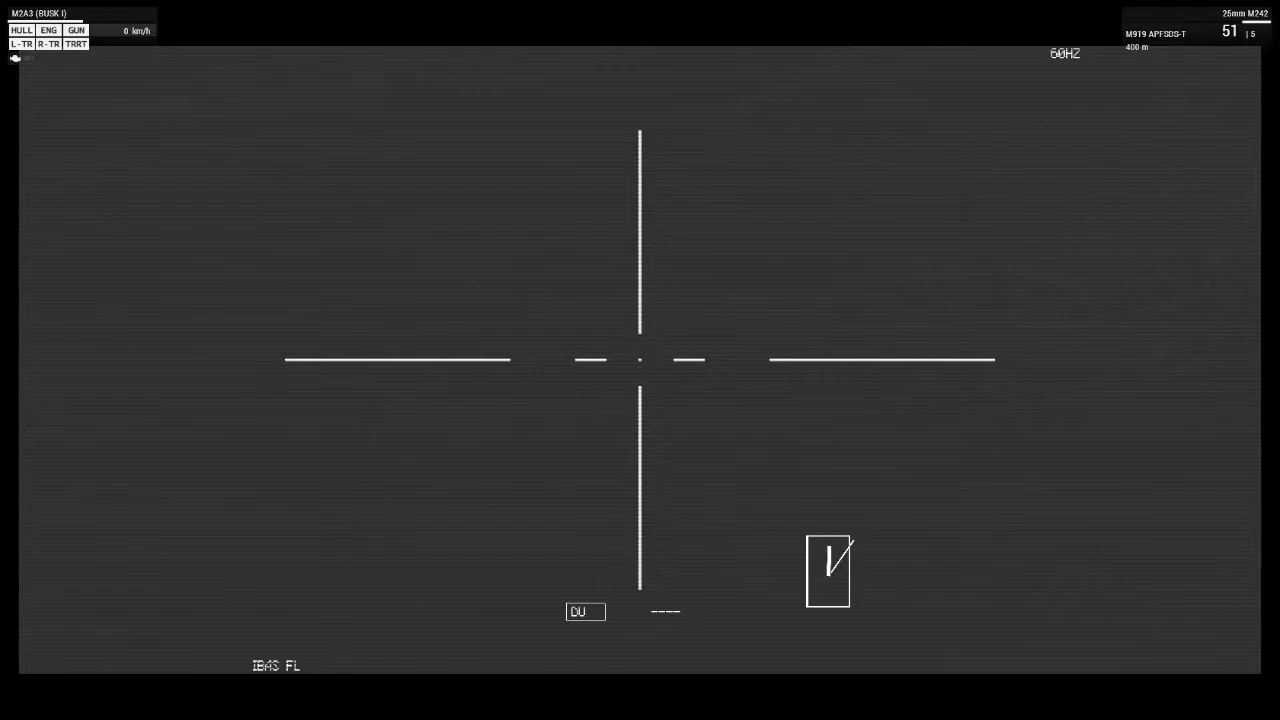 M2A3 (BUSK I)
HULL ENG GUN 0 km/h
L-TR R-TR TRRT
25mm M242
M919 APFSDS-T 51 | 5
400 m
60HZ
DU ----
IBAS FL